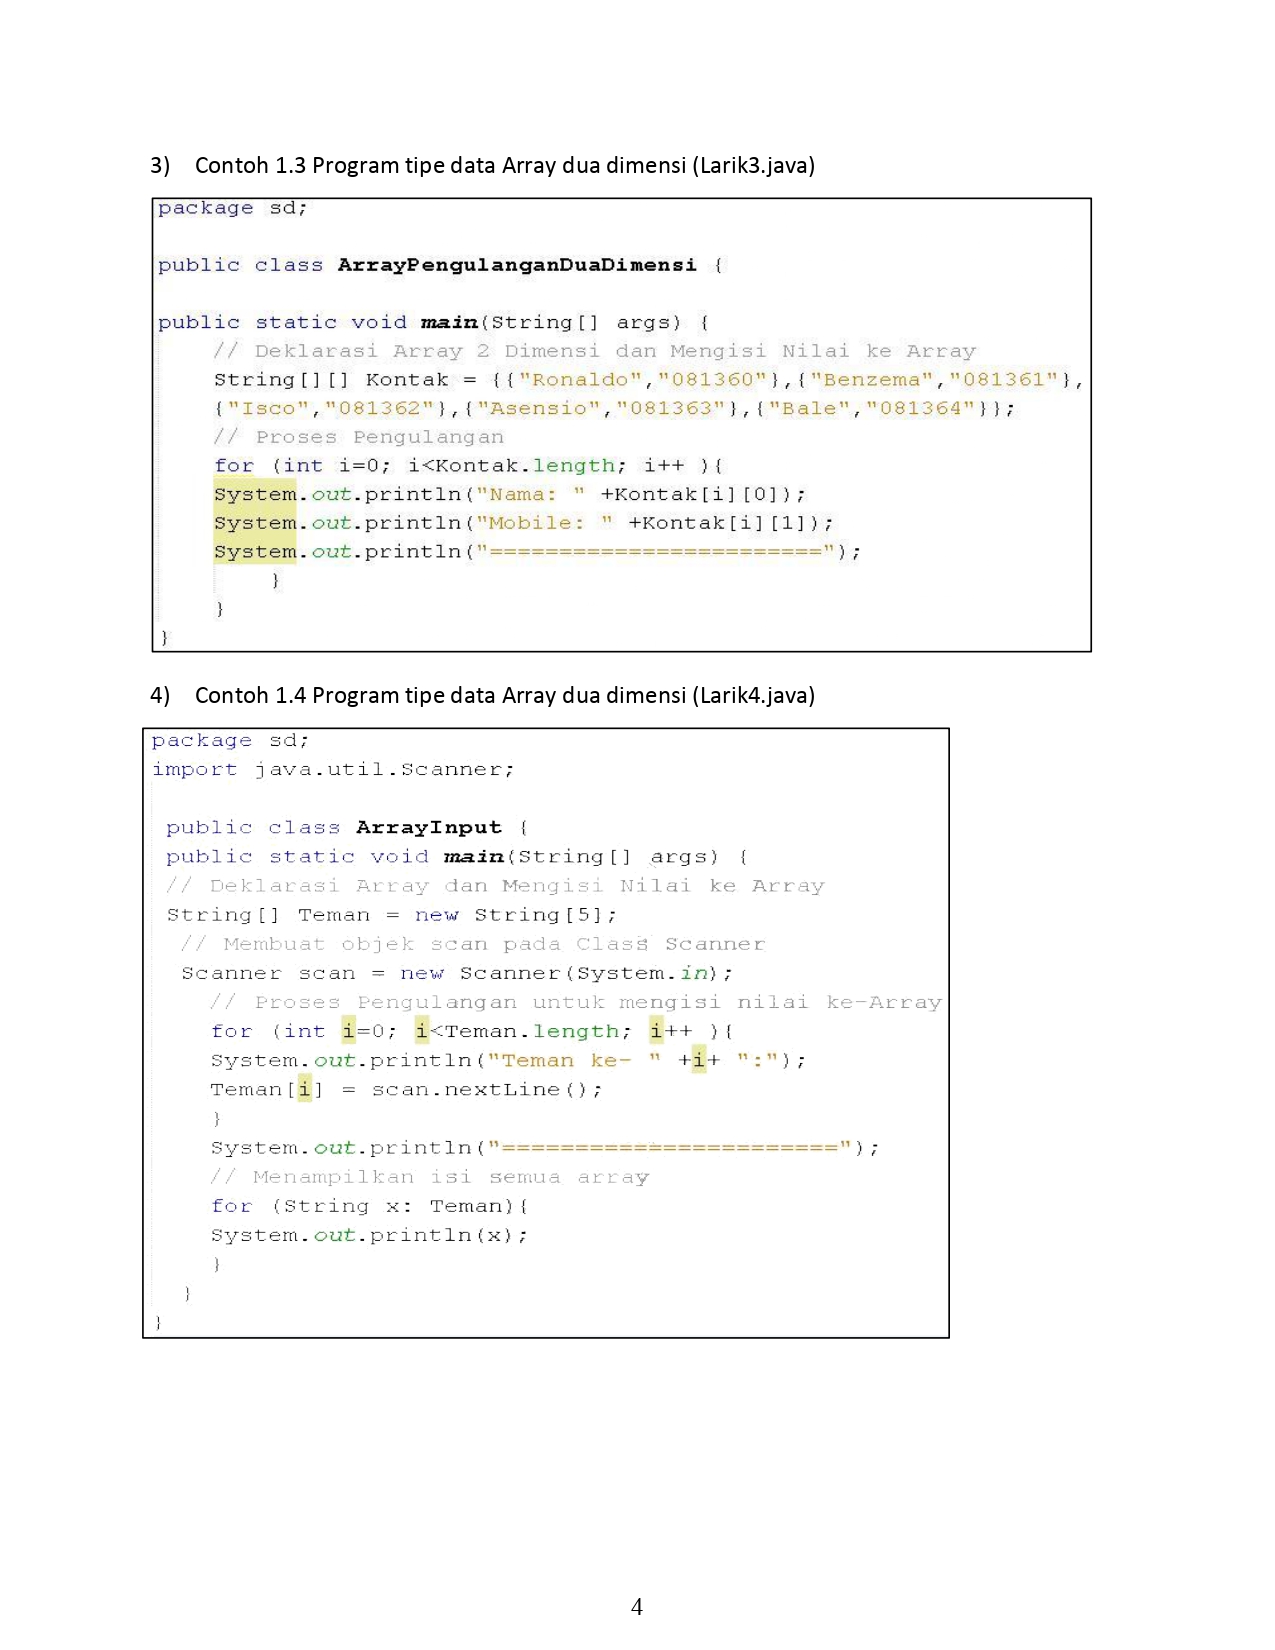 3) Contoh 1.3 Program tipe data Array dua dimensi (Larik3.java)
package sd;
public class ArrayPengulanganDuaDimensi {
public static void main(String[] args) {
// Deklarasi Array 2 Dimensi dan Mengisi Nilai ke Array
String[][] Kontak = {{"Ronaldo","081360"},{"Benzema","081361"},
{"Isco","081362"},{"Asensio","081363"},{"Bale","081364"}};
// Proses Pengulangan
for (int i=0; i<Kontak.length; i++ ){
System.out.println("Nama: " +Kontak[i][0]);
System.out.println("Mobile: " +Kontak[i][1]);
System.out.println("========================");
}
}
}
4) Contoh 1.4 Program tipe data Array dua dimensi (Larik4.java)
package sd;
import java.util.Scanner;
public class ArrayInput {
public static void main(String[] args) {
// Deklarasi Array dan Mengisi Nilai ke Array
String[] Teman = new String[5];
// Membuat objek scan pada Class Scanner
Scanner scan = new Scanner(System.in);
// Proses Pengulangan untuk mengisi nilai ke-Array
for (int i=0; i<Teman.length; i++ ){
System.out.println("Teman ke- " +i+ ":");
Teman[i] = scan.nextLine();
}
System.out.println("=======================");
// Menampilkan isi semua array
for (String x: Teman){
System.out.println(x);
}
}
}
4